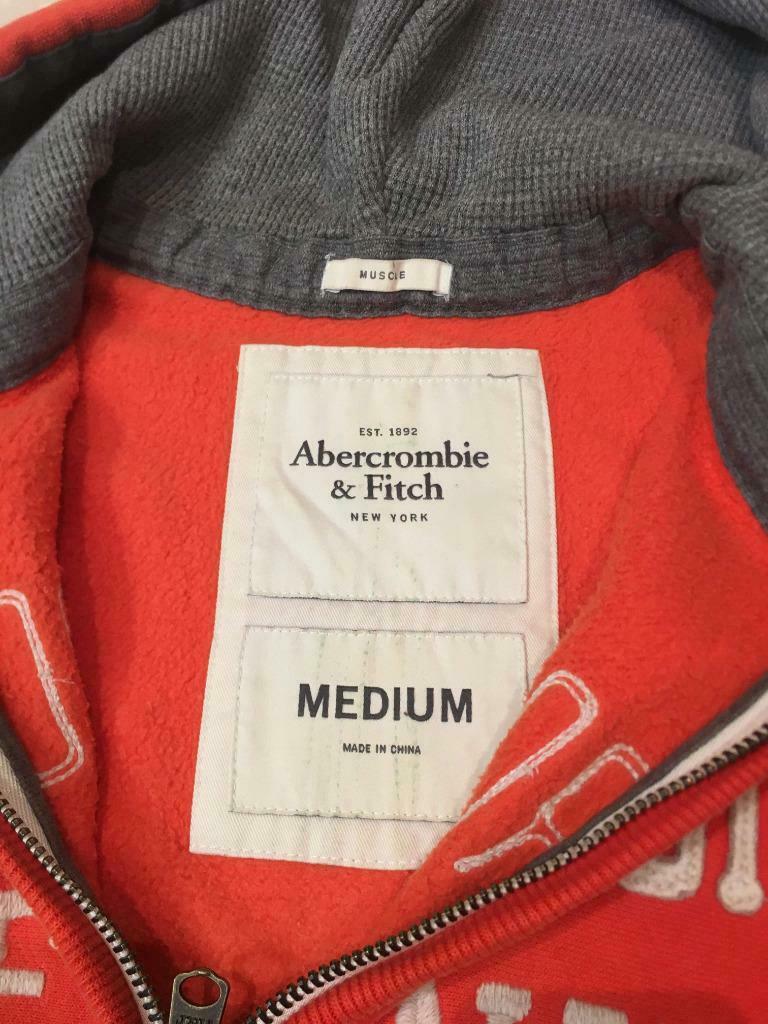 MUSCLE
EST. 1892
Abercrombie
& Fitch
NEW YORK
MEDIUM
MADE IN CHINA